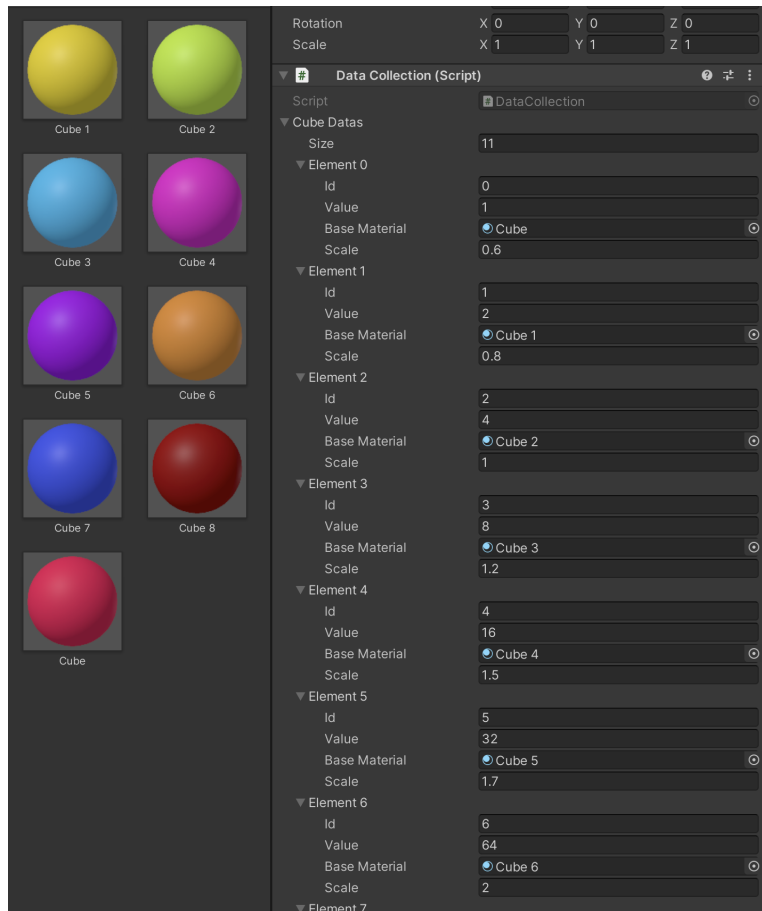 Cube 1
Cube 2
Cube 3
Cube 4
Cube 5
Cube 6
Cube 7
Cube 8
Cube
Rotation X 0 Y 0 Z 0
Scale X 1 Y 1 Z 1
# Data Collection (Script)
Script # DataCollection
Cube Datas
Size 11
Element 0
Id 0
Value 1
Base Material Cube
Scale 0.6
Element 1
Id 1
Value 2
Base Material Cube 1
Scale 0.8
Element 2
Id 2
Value 4
Base Material Cube 2
Scale 1
Element 3
Id 3
Value 8
Base Material Cube 3
Scale 1.2
Element 4
Id 4
Value 16
Base Material Cube 4
Scale 1.5
Element 5
Id 5
Value 32
Base Material Cube 5
Scale 1.7
Element 6
Id 6
Value 64
Base Material Cube 6
Scale 2
Element 7